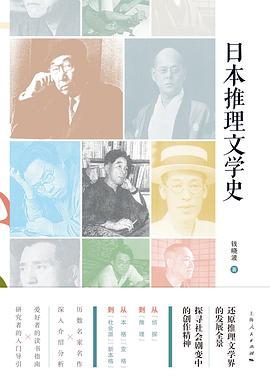 日本推理文学史
钱晓波
著
还原推理文学界
的发展全景
探寻社会剧变中
的创作精神
从“侦探”
到“推理”
从“本格”“变格”
到“社会派”“新本格”
历数名家名作
×
深入介绍分析
爱好者的读书指南
×
研究者的入门导引
上海人民出版社